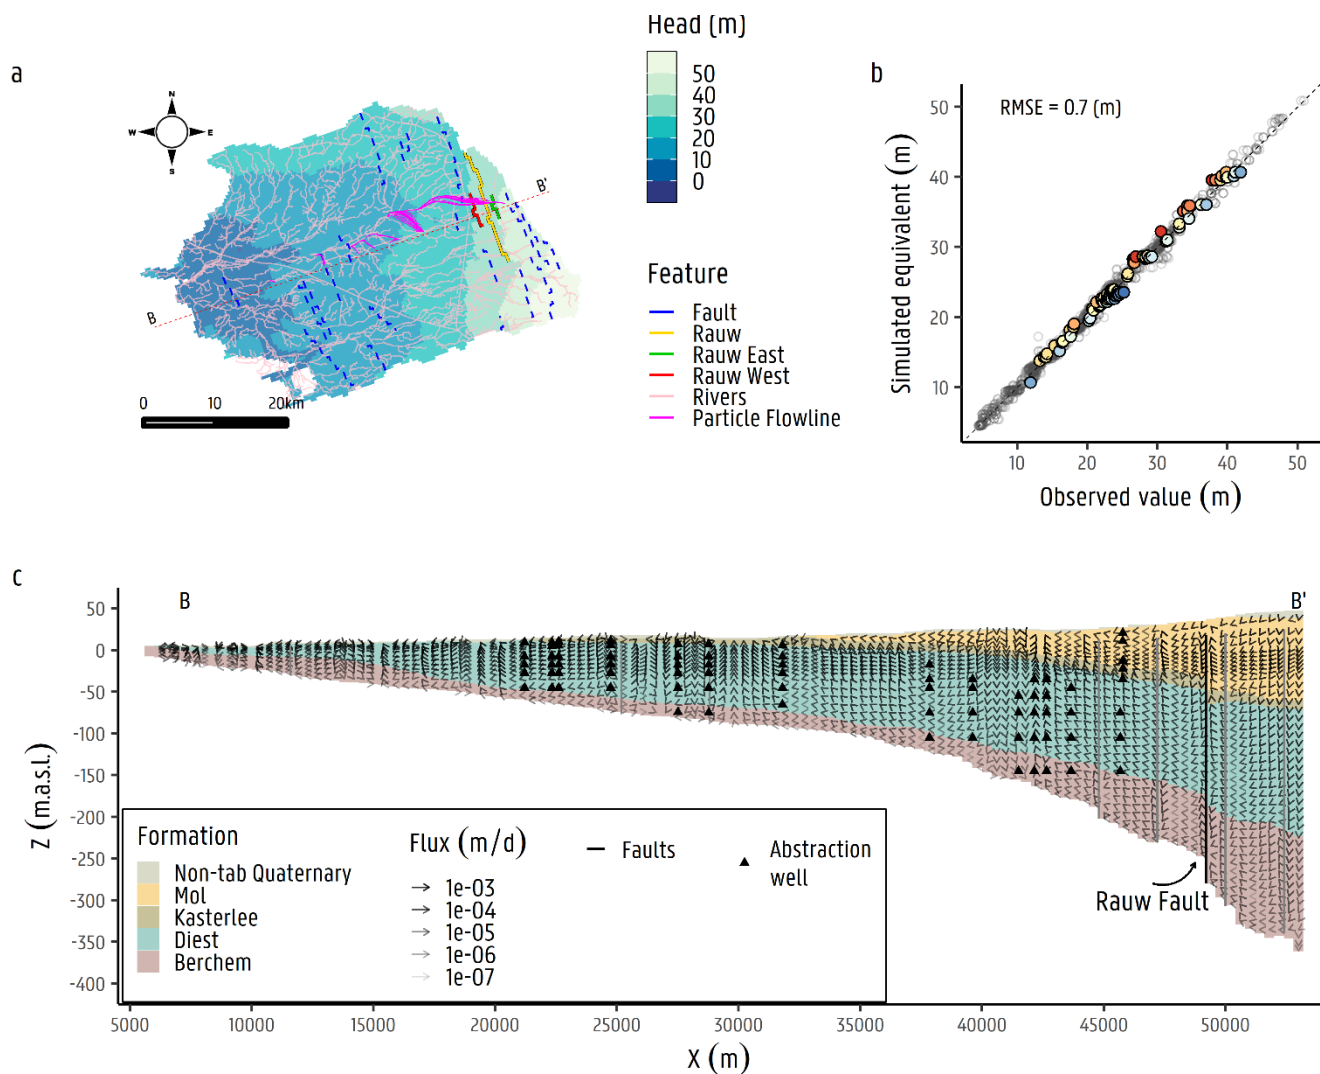 a
N
W
E
S
B
B'
0 10 20km
Head (m)
50
40
30
20
10
0
Feature
Fault
Rauw
Rauw East
Rauw West
Rivers
Particle Flowline
b
RMSE = 0.7 (m)
Simulated equivalent (m)
50
40
30
20
10
10 20 30 40 50
Observed value (m)
c
B
B'
Z (m.a.s.l.)
50
0
-50
-100
-150
-200
-250
-300
-350
-400
Rauw Fault
Formation
Non-tab Quaternary
Mol
Kasterlee
Diest
Berchem
Flux (m/d)
1e-03
1e-04
1e-05
1e-06
1e-07
Faults
Abstraction
well
5000 10000 15000 20000 25000 30000 35000 40000 45000 50000
X (m)